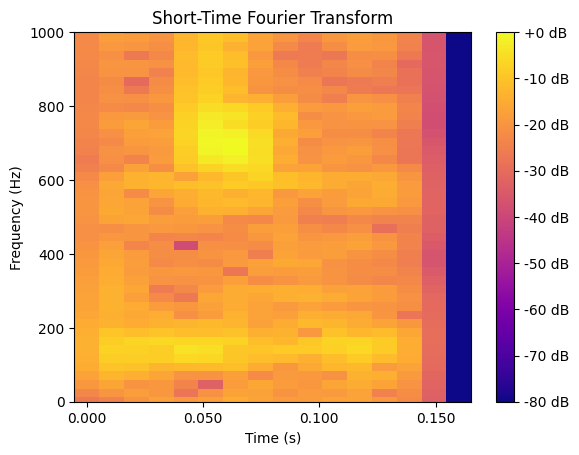 Short-Time Fourier Transform
1000
800
600
400
200
0
Frequency (Hz)
0.000
0.050
0.100
0.150
Time (s)
+0 dB
-10 dB
-20 dB
-30 dB
-40 dB
-50 dB
-60 dB
-70 dB
-80 dB